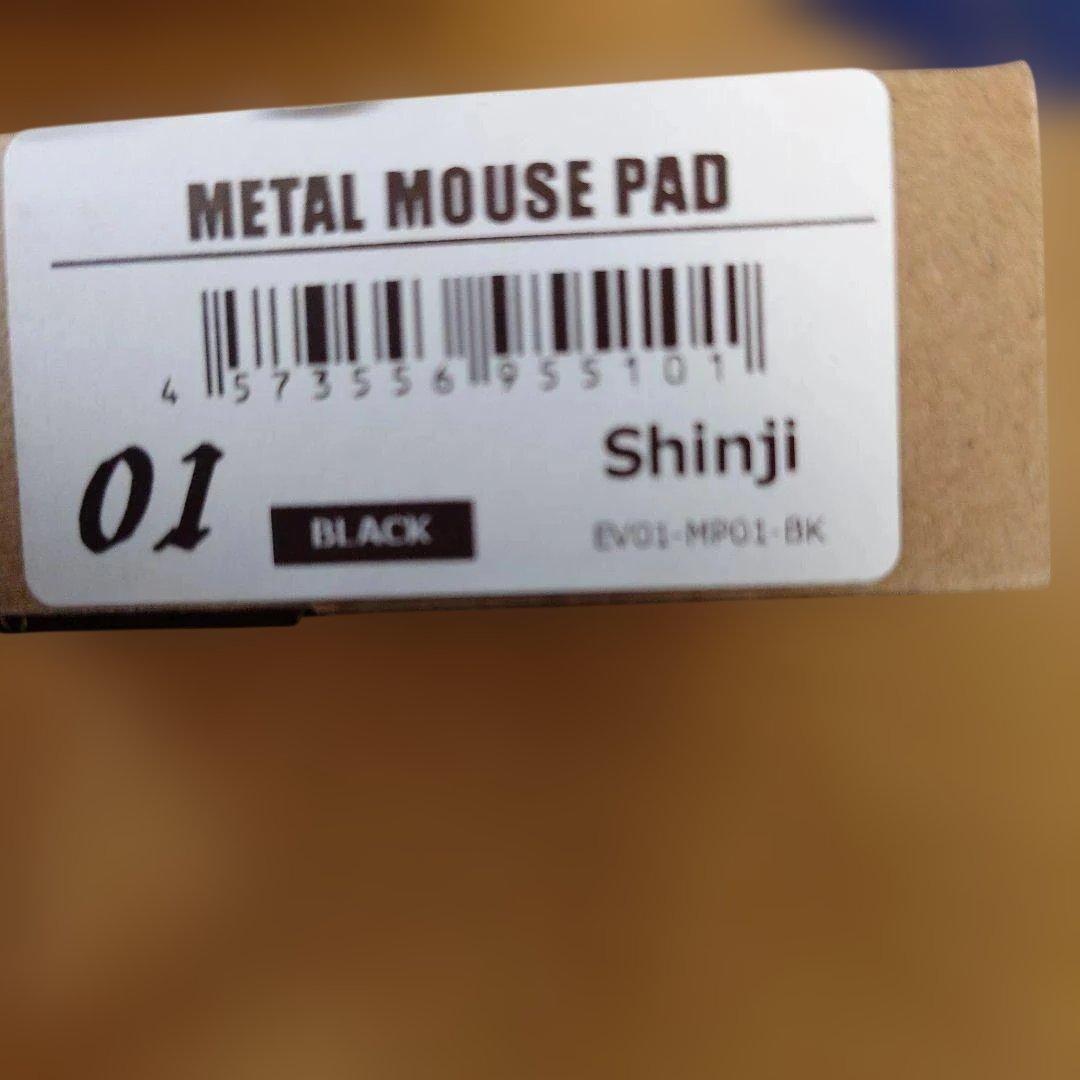 METAL MOUSE PAD
4 573556 955101
01
BLACK
Shinji
EV01-MP01-BK